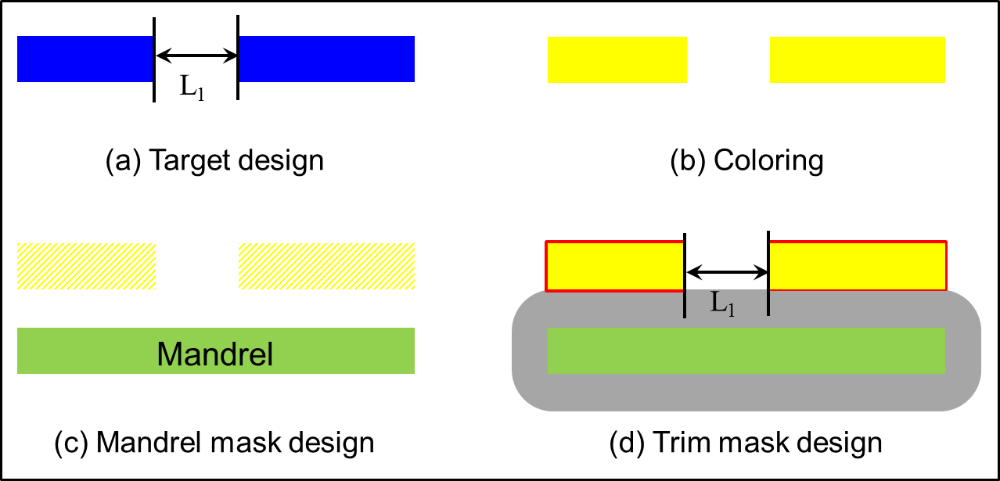 L₁
(a) Target design
(b) Coloring
Mandrel
L₁
(c) Mandrel mask design
(d) Trim mask design